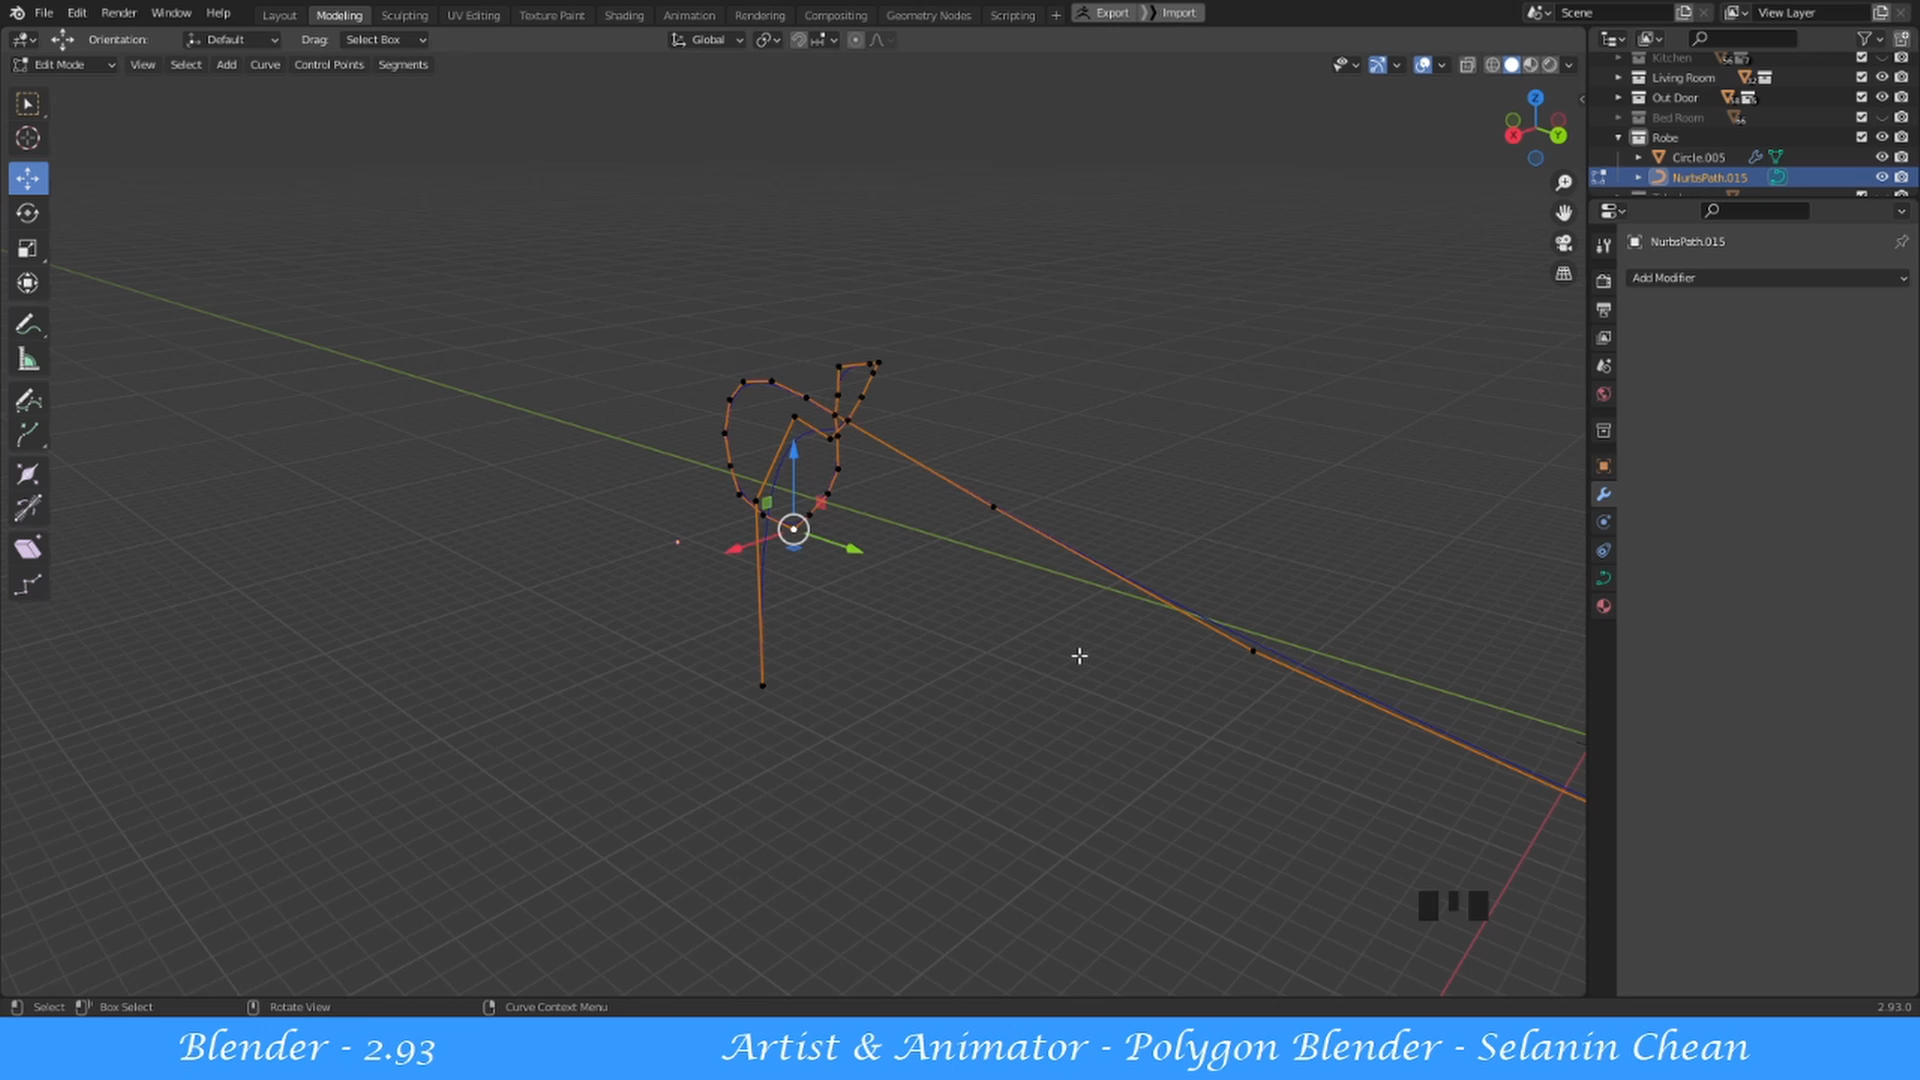 File Edit Render Window Help Layout Modeling Sculpting UV Editing Texture Paint Shading Animation Rendering Compositing Geometry Nodes Scripting + Export Import Scene View Layer
Orientation: Default Drag: Select Box Global
Edit Mode View Select Add Curve Control Points Segments
Kitchen
Living Room
Out Door
Bed Room
Robe
Circle.005
NurbsPath.015
Z
X
Y
NurbsPath.015
Add Modifier
Select Box Select Rotate View Curve Context Menu 2.93.0
Blender - 2.93 Artist & Animator - Polygon Blender - Selanin Chean